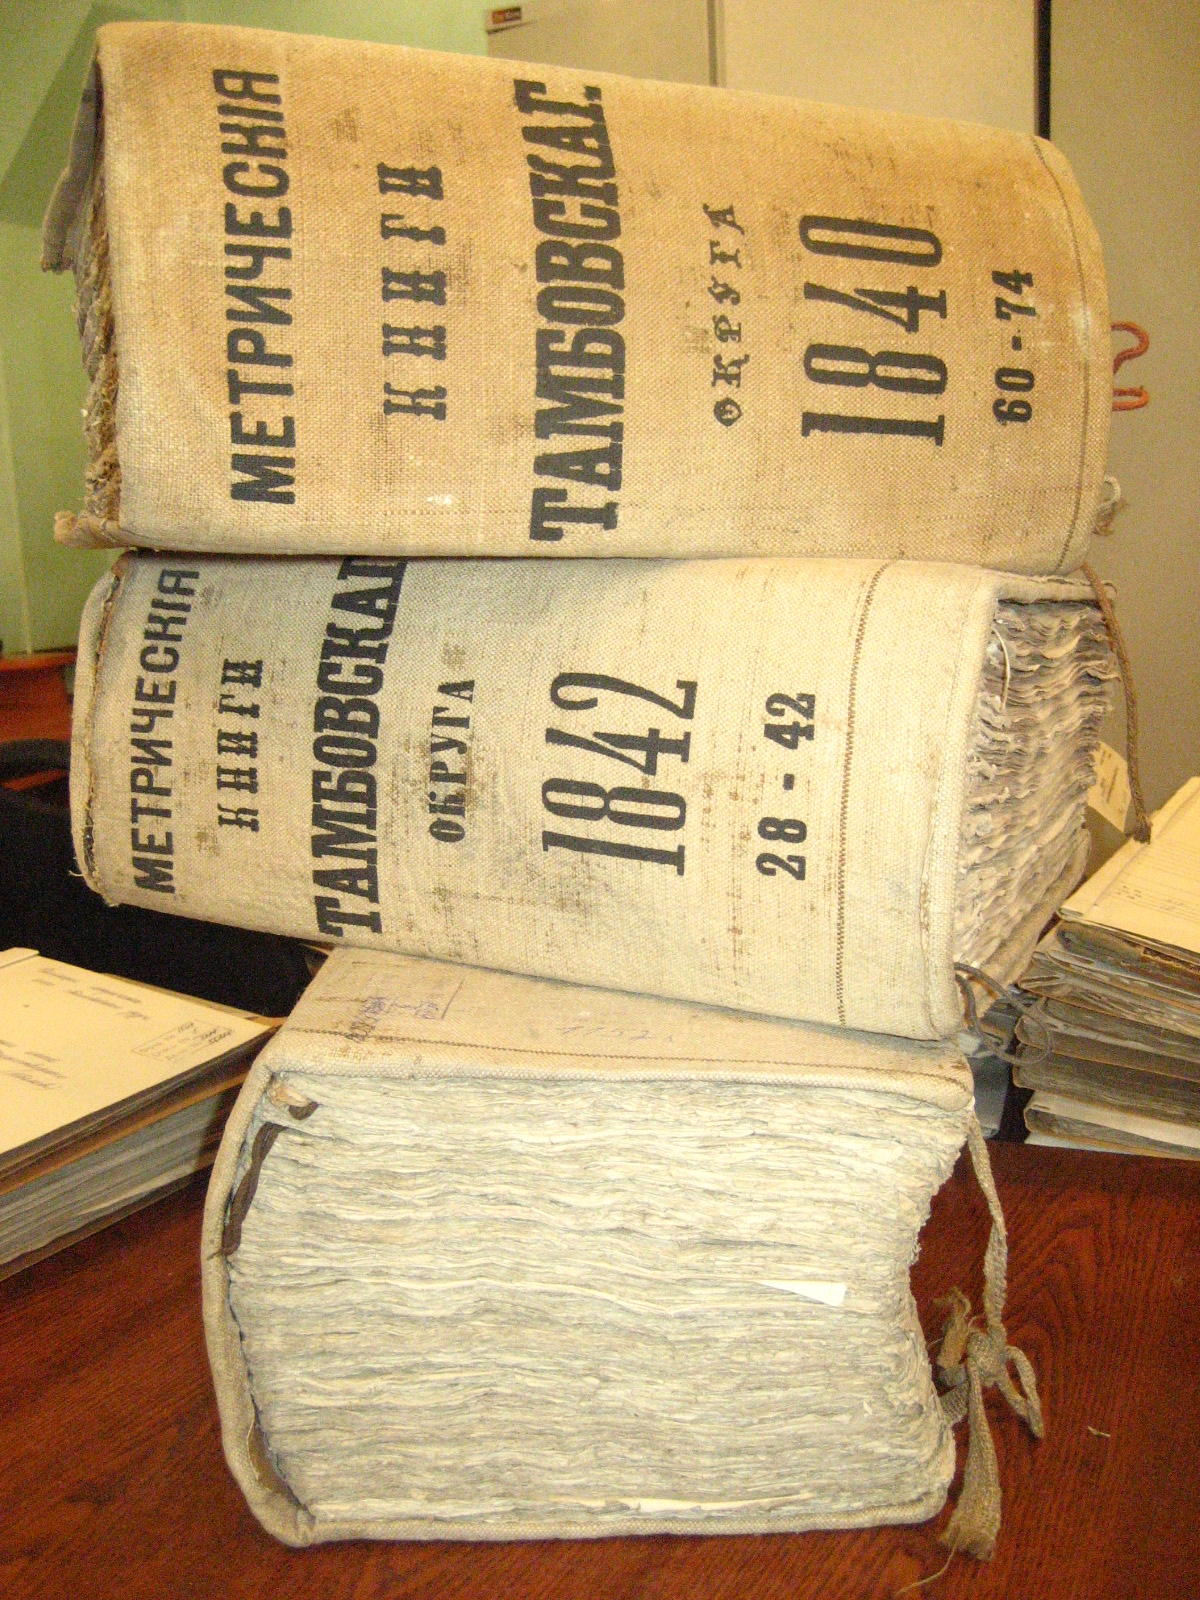 МЕТРИЧЕСКІЯ
КНИГИ
ТАМБОВСКАГ.
ОКРУГА
1840
60-74
МЕТРИЧЕСКІЯ
КНИГИ
ТАМБОВСКАГ
ОКРУГА
1842
28-42